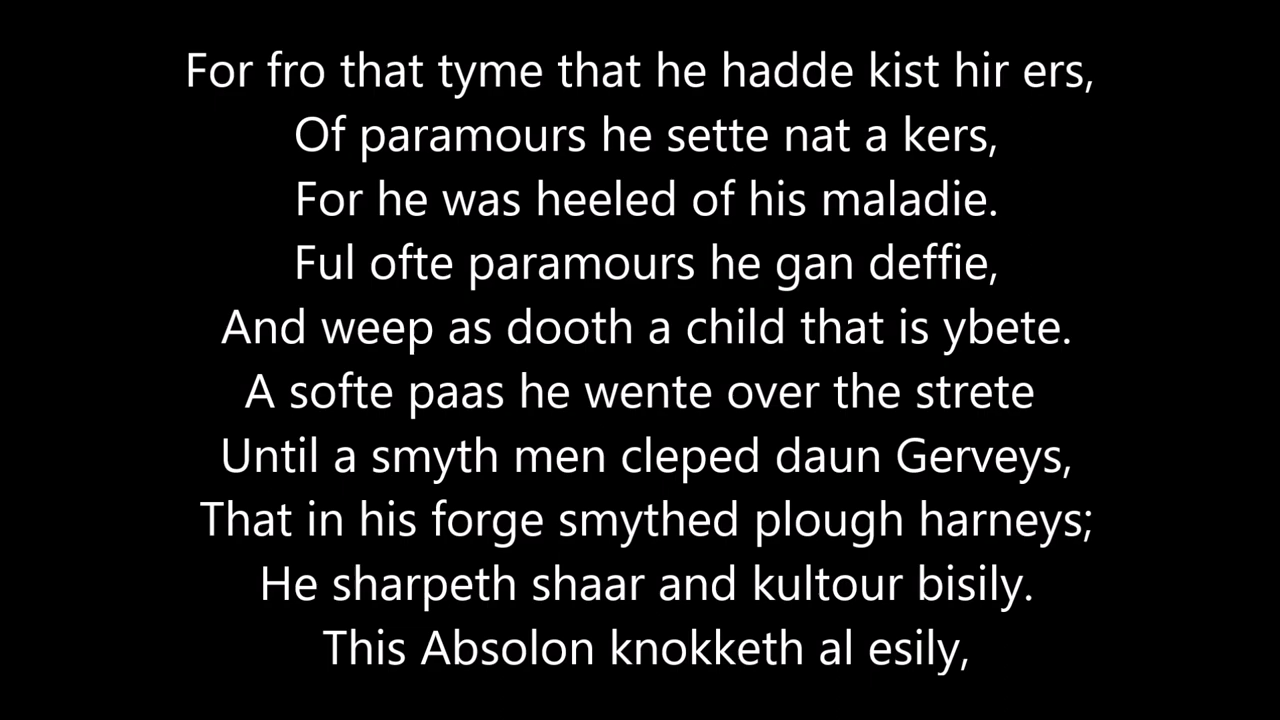 For fro that tyme that he hadde kist hir ers,
Of paramours he sette nat a kers,
For he was heeled of his maladie.
Ful ofte paramours he gan deffie,
And weep as dooth a child that is ybete.
A softe paas he wente over the strete
Until a smyth men cleped daun Gerveys,
That in his forge smythed plough harneys;
He sharpeth shaar and kultour bisily.
This Absolon knokketh al esily,